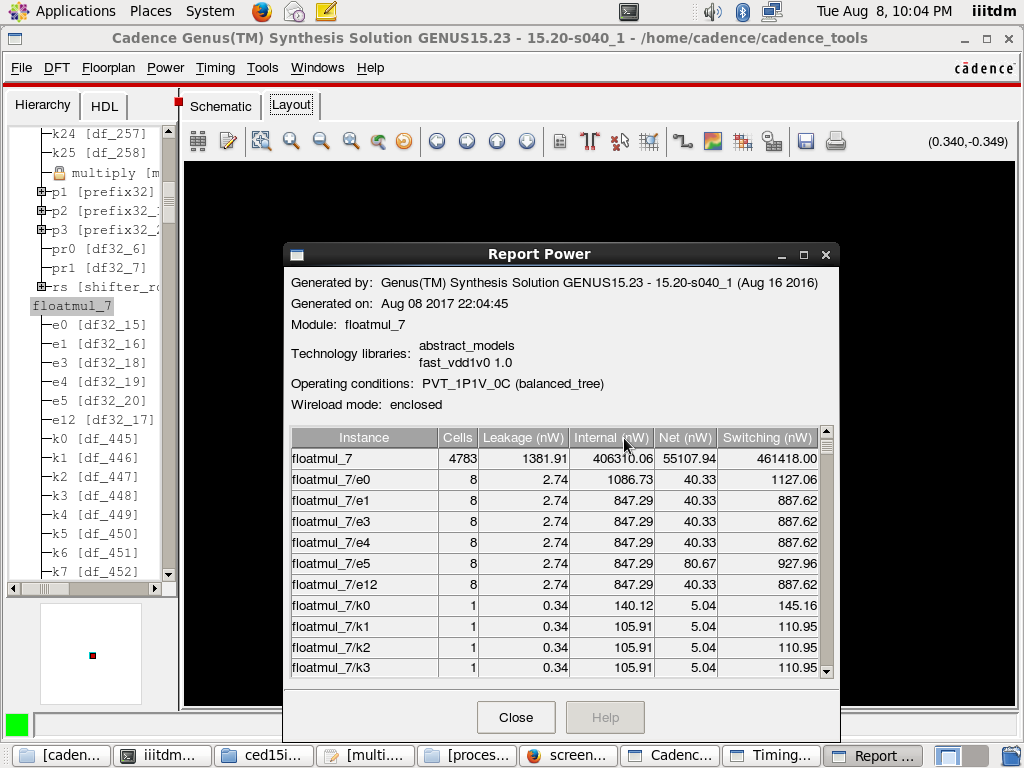 Applications Places System Tue Aug 8, 10:04 PM iiitdm
Cadence Genus(TM) Synthesis Solution GENUS15.23 - 15.20-s040_1 - /home/cadence/cadence_tools
File DFT Floorplan Power Timing Tools Windows Help cādence
Hierarchy HDL Schematic Layout
(0.340,-0.349)
k24 [df_257]
k25 [df_258]
multiply [m
p1 [prefix32]
p2 [prefix32_
p3 [prefix32_2
pr0 [df32_6]
pr1 [df32_7]
rs [shifter_r
floatmul_7
e0 [df32_15]
e1 [df32_16]
e3 [df32_18]
e4 [df32_19]
e5 [df32_20]
e12 [df32_17]
k0 [df_445]
k1 [df_446]
k2 [df_447]
k3 [df_448]
k4 [df_449]
k5 [df_450]
k6 [df_451]
k7 [df_452]
Report Power
Generated by: Genus(TM) Synthesis Solution GENUS15.23 - 15.20-s040_1 (Aug 16 2016)
Generated on: Aug 08 2017 22:04:45
Module: floatmul_7
Technology libraries: abstract_models
fast_vdd1v0 1.0
Operating conditions: PVT_1P1V_0C (balanced_tree)
Wireload mode: enclosed
Instance Cells Leakage (nW) Internal (nW) Net (nW) Switching (nW)
floatmul_7 4783 1381.91 406310.06 55107.94 461418.00
floatmul_7/e0 8 2.74 1086.73 40.33 1127.06
floatmul_7/e1 8 2.74 847.29 40.33 887.62
floatmul_7/e3 8 2.74 847.29 40.33 887.62
floatmul_7/e4 8 2.74 847.29 40.33 887.62
floatmul_7/e5 8 2.74 847.29 80.67 927.96
floatmul_7/e12 8 2.74 847.29 40.33 887.62
floatmul_7/k0 1 0.34 140.12 5.04 145.16
floatmul_7/k1 1 0.34 105.91 5.04 110.95
floatmul_7/k2 1 0.34 105.91 5.04 110.95
floatmul_7/k3 1 0.34 105.91 5.04 110.95
Close Help
[caden... iiitdm... ced15i... [multi.... [proces... screen... Cadenc... Timing... Report ...